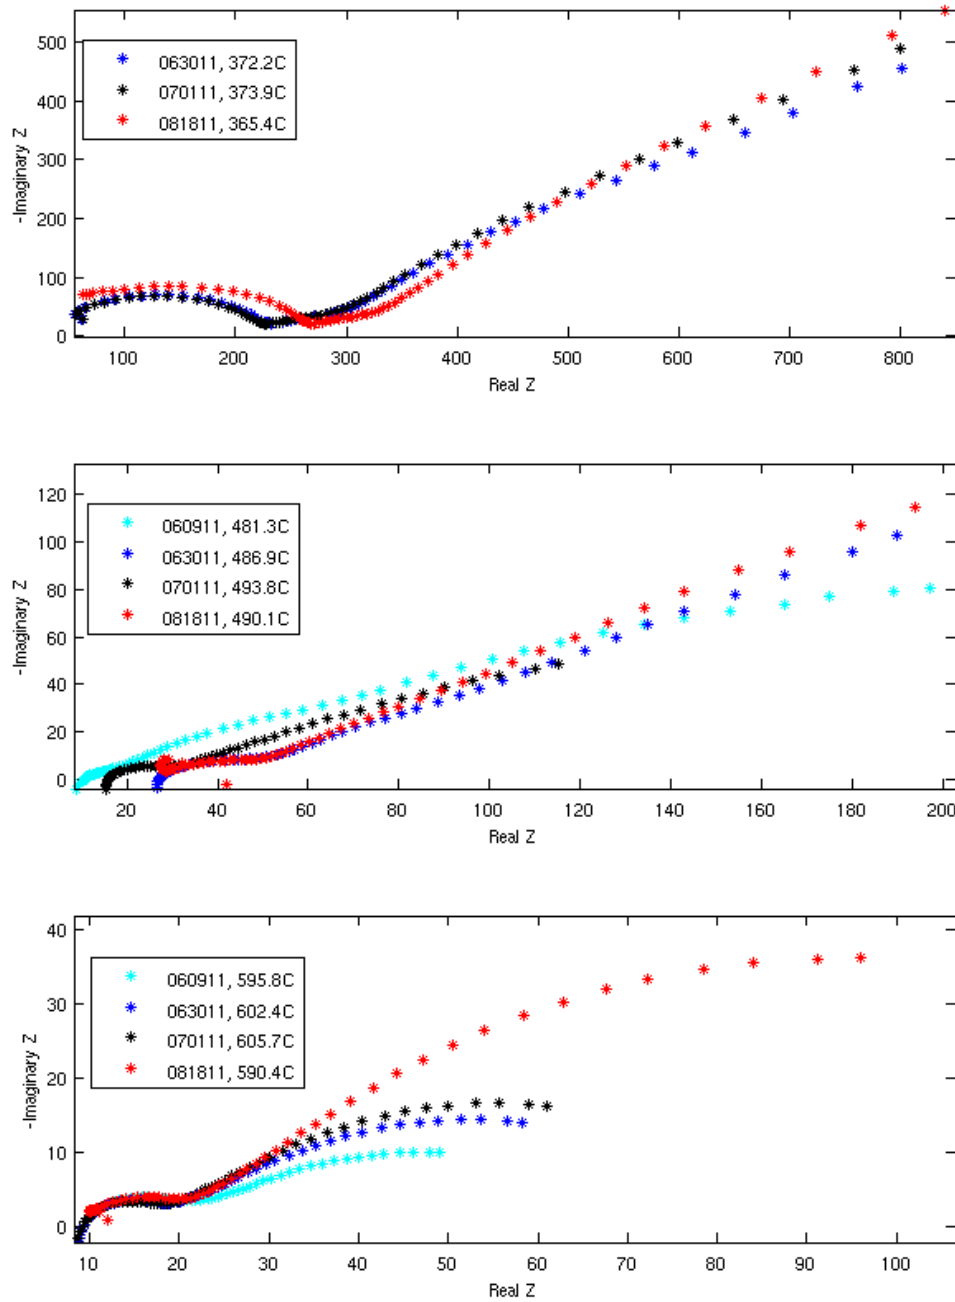 500
400
300
200
100
0
-Imaginary Z
063011, 372.2C
070111, 373.9C
081811, 365.4C
100 200 300 400 500 600 700 800
Real Z
120
100
80
60
40
20
0
-Imaginary Z
060911, 481.3C
063011, 486.9C
070111, 493.8C
081811, 490.1C
20 40 60 80 100 120 140 160 180 200
Real Z
40
30
20
10
0
-Imaginary Z
060911, 595.8C
063011, 602.4C
070111, 605.7C
081811, 590.4C
10 20 30 40 50 60 70 80 90 100
Real Z